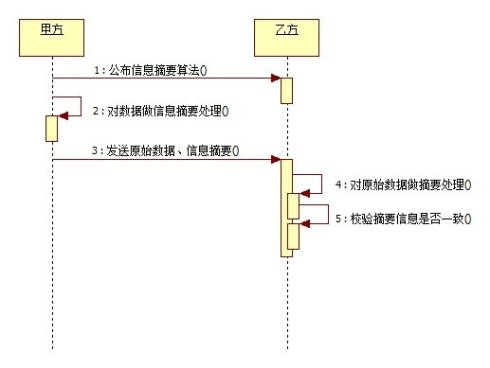 甲方
乙方
1 : 公布信息摘要算法()
2 : 对数据做信息摘要处理()
3 : 发送原始数据、信息摘要()
4 : 对原始数据做摘要处理()
5 : 校验摘要信息是否一致()